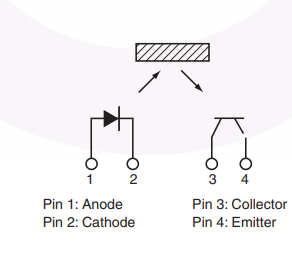 1 2 3 4
Pin 1: Anode Pin 3: Collector
Pin 2: Cathode Pin 4: Emitter